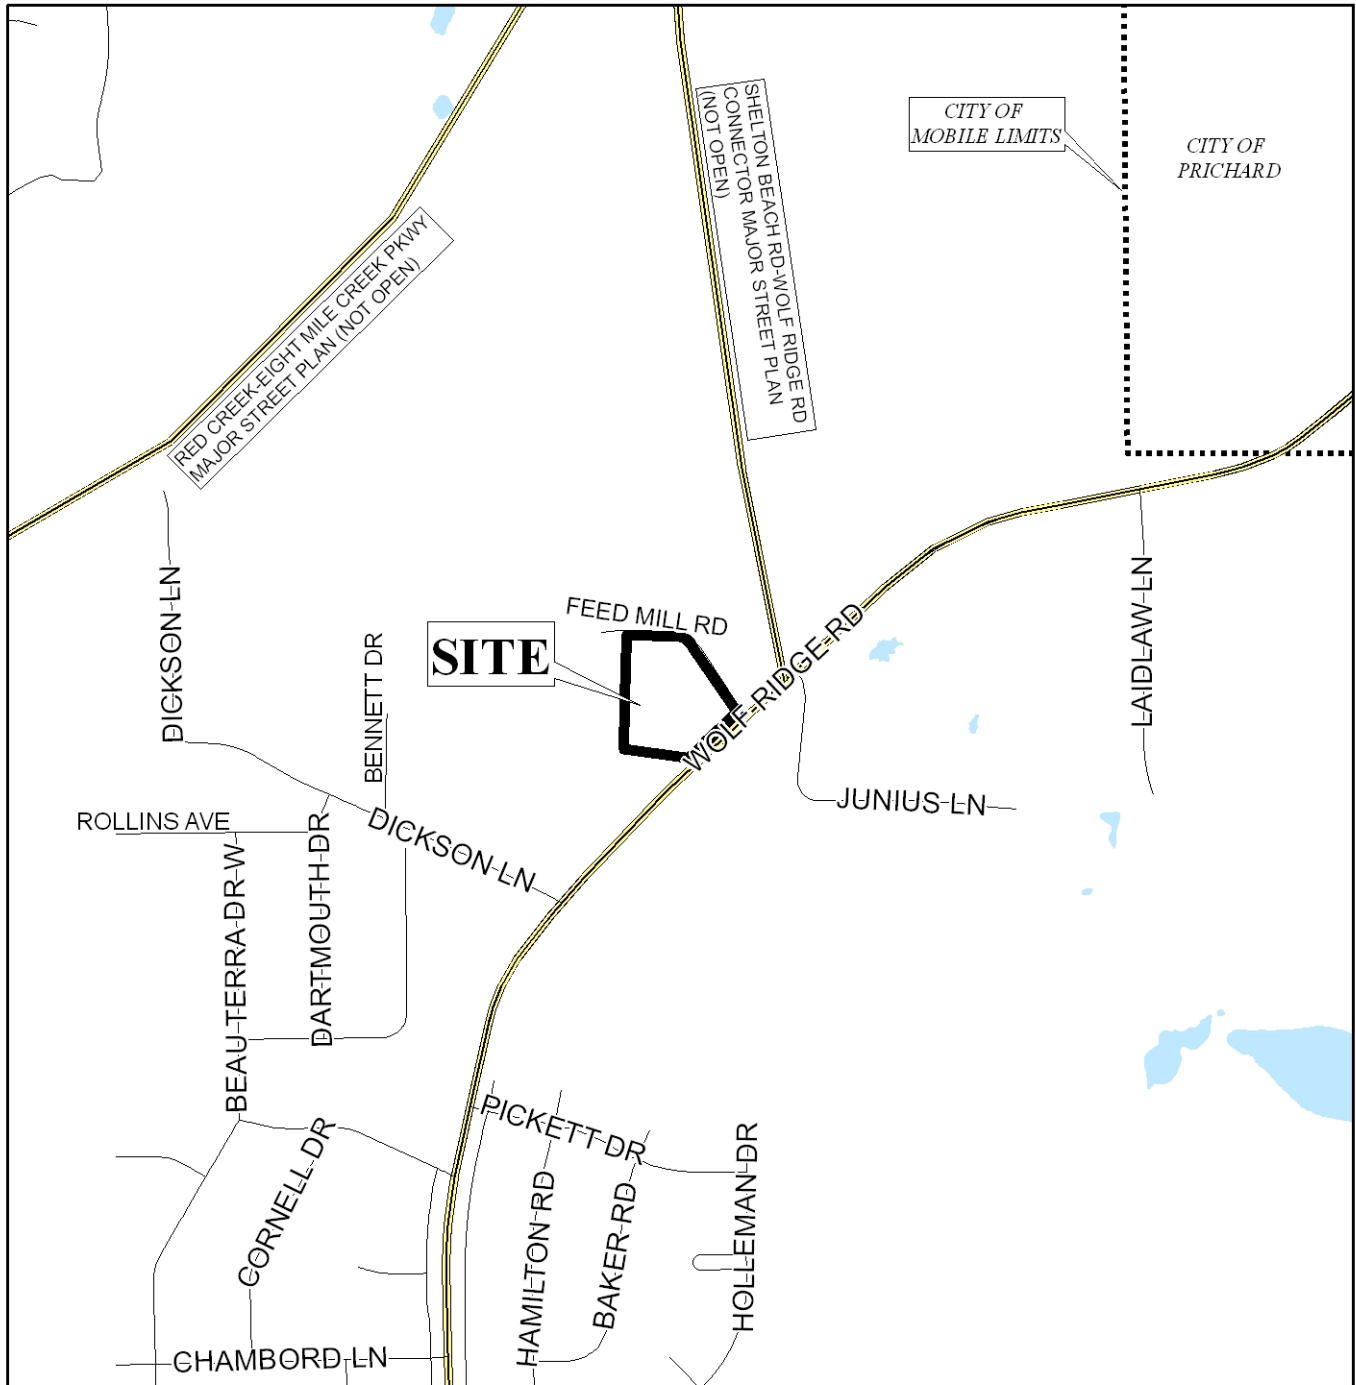 CITY OF
MOBILE LIMITS
CITY OF
PRICHARD
SHELTON BEACH RD-WOLF RIDGE RD
CONNECTOR MAJOR STREET PLAN
(NOT OPEN)
RED CREEK-EIGHT MILE CREEK PKWY
MAJOR STREET PLAN (NOT OPEN)
DICKSON LN
FEED MILL RD
SITE
BENNETT DR
WOLF RIDGE RD
LAIDLAW LN
JUNIUS LN
ROLLINS AVE
DICKSON LN
BEAU TERRA DR W
DARTMOUTH DR
PICKETT DR
CORNELL DR
HAMILTON RD
BAKER RD
HOLLEMAN DR
CHAMBORD LN